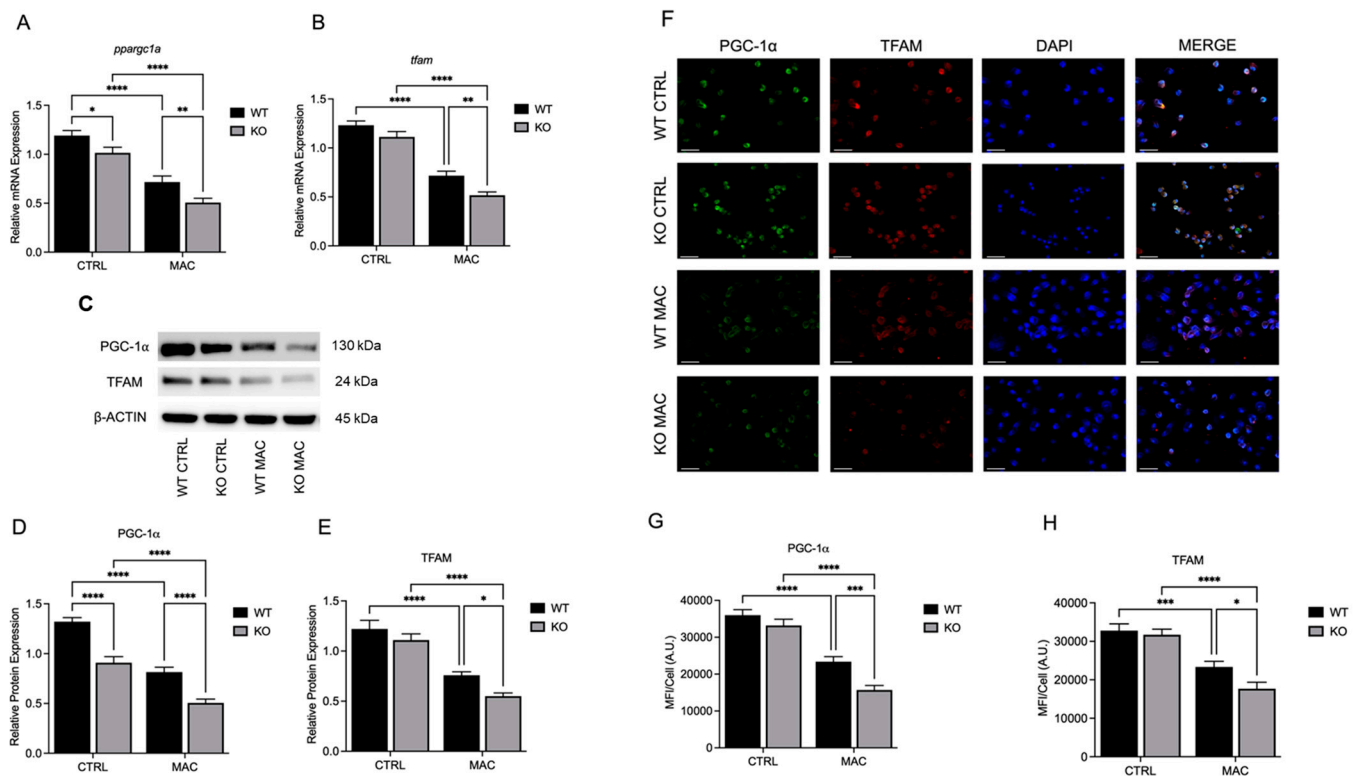 A
ppargc1a
****
****
*
**
Relative mRNA Expression
1.5
1.0
0.5
0.0
CTRL
MAC
WT
KO
B
tfam
****
****
**
Relative mRNA Expression
1.5
1.0
0.5
0.0
CTRL
MAC
WT
KO
C
PGC-1α
130 kDa
TFAM
24 kDa
β-ACTIN
45 kDa
WT CTRL
KO CTRL
WT MAC
KO MAC
D
PGC-1α
****
****
****
****
Relative Protein Expression
1.5
1.0
0.5
0.0
CTRL
MAC
WT
KO
E
TFAM
****
****
*
Relative Protein Expression
1.5
1.0
0.5
0.0
CTRL
MAC
WT
KO
F
PGC-1α
TFAM
DAPI
MERGE
WT CTRL
KO CTRL
WT MAC
KO MAC
G
PGC-1α
****
****
***
MFI/Cell (A.U.)
40000
30000
20000
10000
0
CTRL
MAC
WT
KO
H
TFAM
****
***
*
MFI/Cell (A.U.)
40000
30000
20000
10000
0
CTRL
MAC
WT
KO